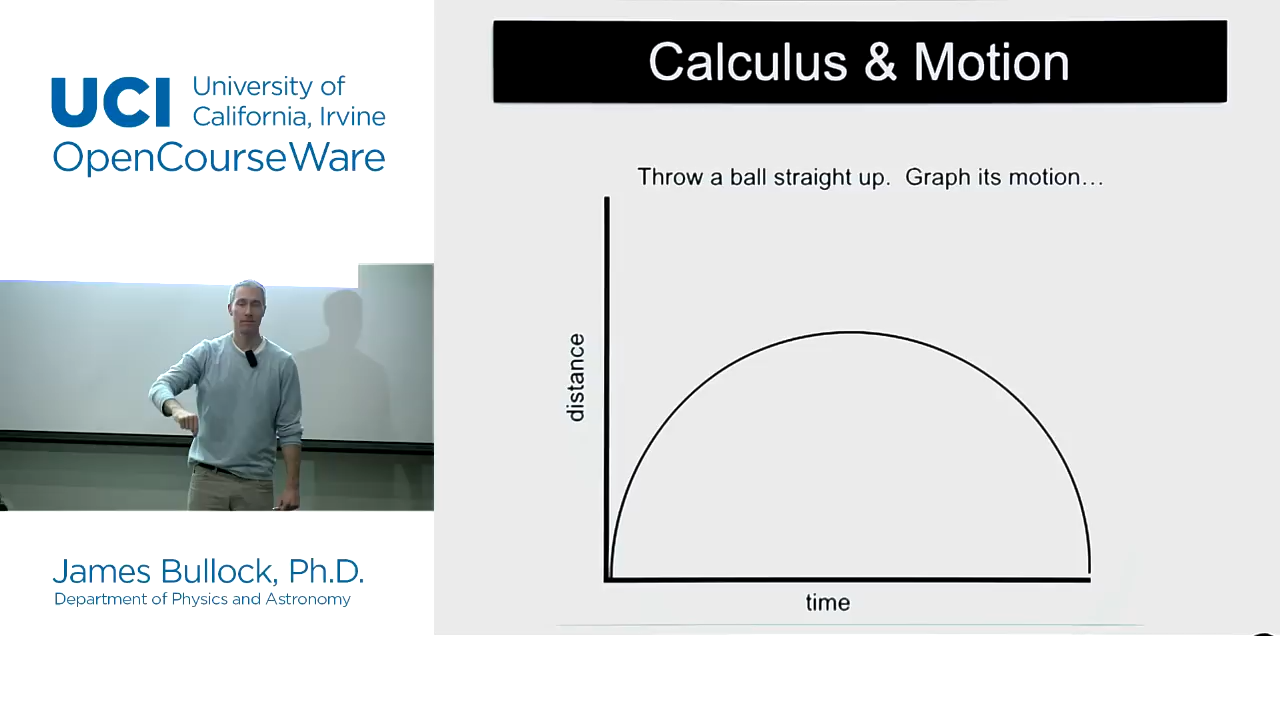 UCI University of
California, Irvine
OpenCourseWare
James Bullock, Ph.D.
Department of Physics and Astronomy
Calculus & Motion
Throw a ball straight up. Graph its motion...
distance
time